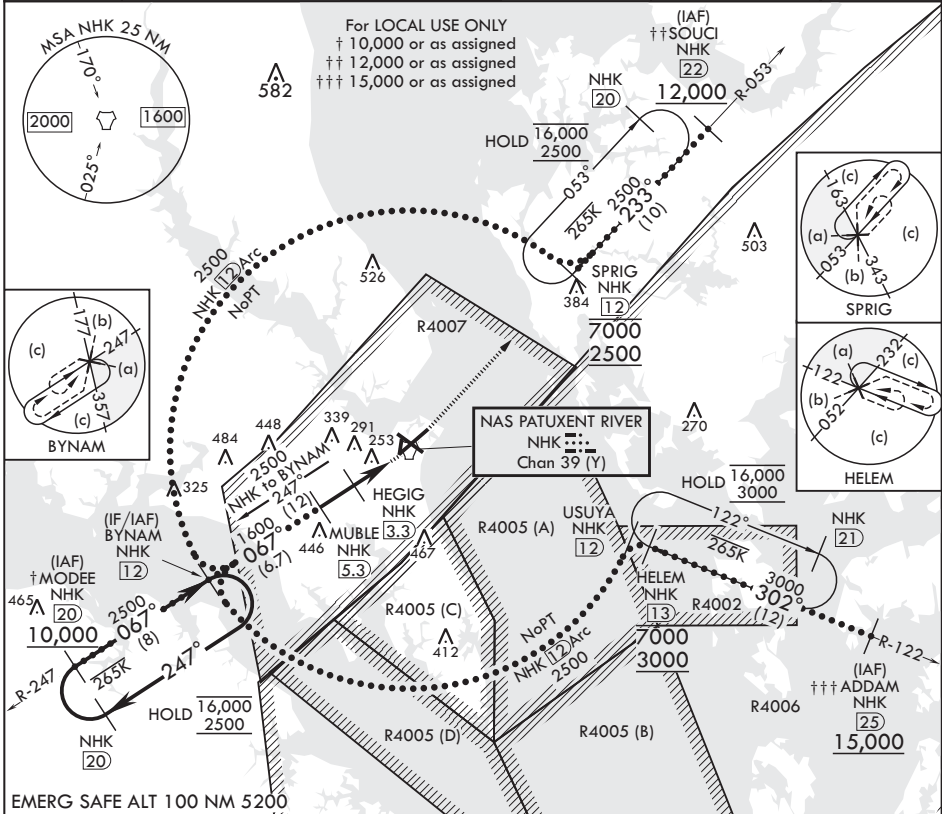 MSA NHK 25 NM
170°
2000
1600
025°
582
For LOCAL USE ONLY
† 10,000 or as assigned
†† 12,000 or as assigned
††† 15,000 or as assigned
(IAF)
††SOUCI
NHK
22
12,000
R-053
NHK
20
HOLD 16,000
2500
053°
265K
2500
233°
(10)
503
163
(c)
(a)
(c)
053
(b)
343
SPRIG
2500
NHK 12 Arc
NoPT
526
384
SPRIG
NHK
12
7000
2500
R4007
177
(b)
247
(c)
(a)
(c)
357
BYNAM
(a)
232
(c)
122
(b)
052
(c)
HELEM
NAS PATUXENT RIVER
NHK
Chan 39 (Y)
270
484
448
339
291
253
325
2500
NHK to BYNAM
247°
(12)
HEGIG
NHK
3.3
1600
067°
(6.7)
446
MUBLE
NHK
5.3
467
(IF/IAF)
BYNAM
NHK
12
(IAF)
†MODEE
NHK
20
10,000
465
2500
067°
(8)
265K
247°
R-247
NHK
20
HOLD 16,000
2500
HOLD 16,000
3000
122°
265K
NHK
21
USUYA
NHK
12
R4005 (A)
HELEM
NHK
13
7000
3000
R4002
3000
302°
(12)
R-122
(IAF)
†††ADDAM
NHK
25
15,000
R4005 (C)
412
NoPT
NHK 12 Arc
2500
R4006
R4005 (D)
R4005 (B)
EMERG SAFE ALT 100 NM 5200